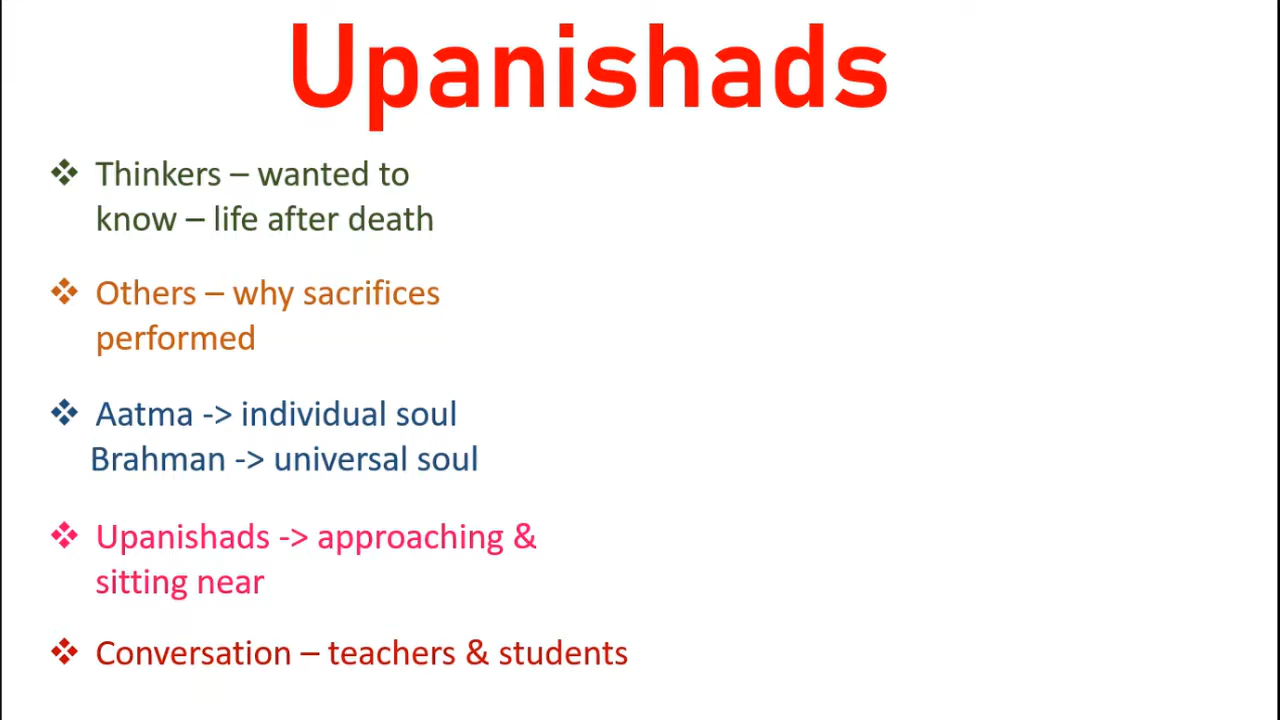 Upanishads
❖ Thinkers – wanted to
know – life after death
❖ Others – why sacrifices
performed
❖ Aatma -> individual soul
Brahman -> universal soul
❖ Upanishads -> approaching &
sitting near
❖ Conversation – teachers & students